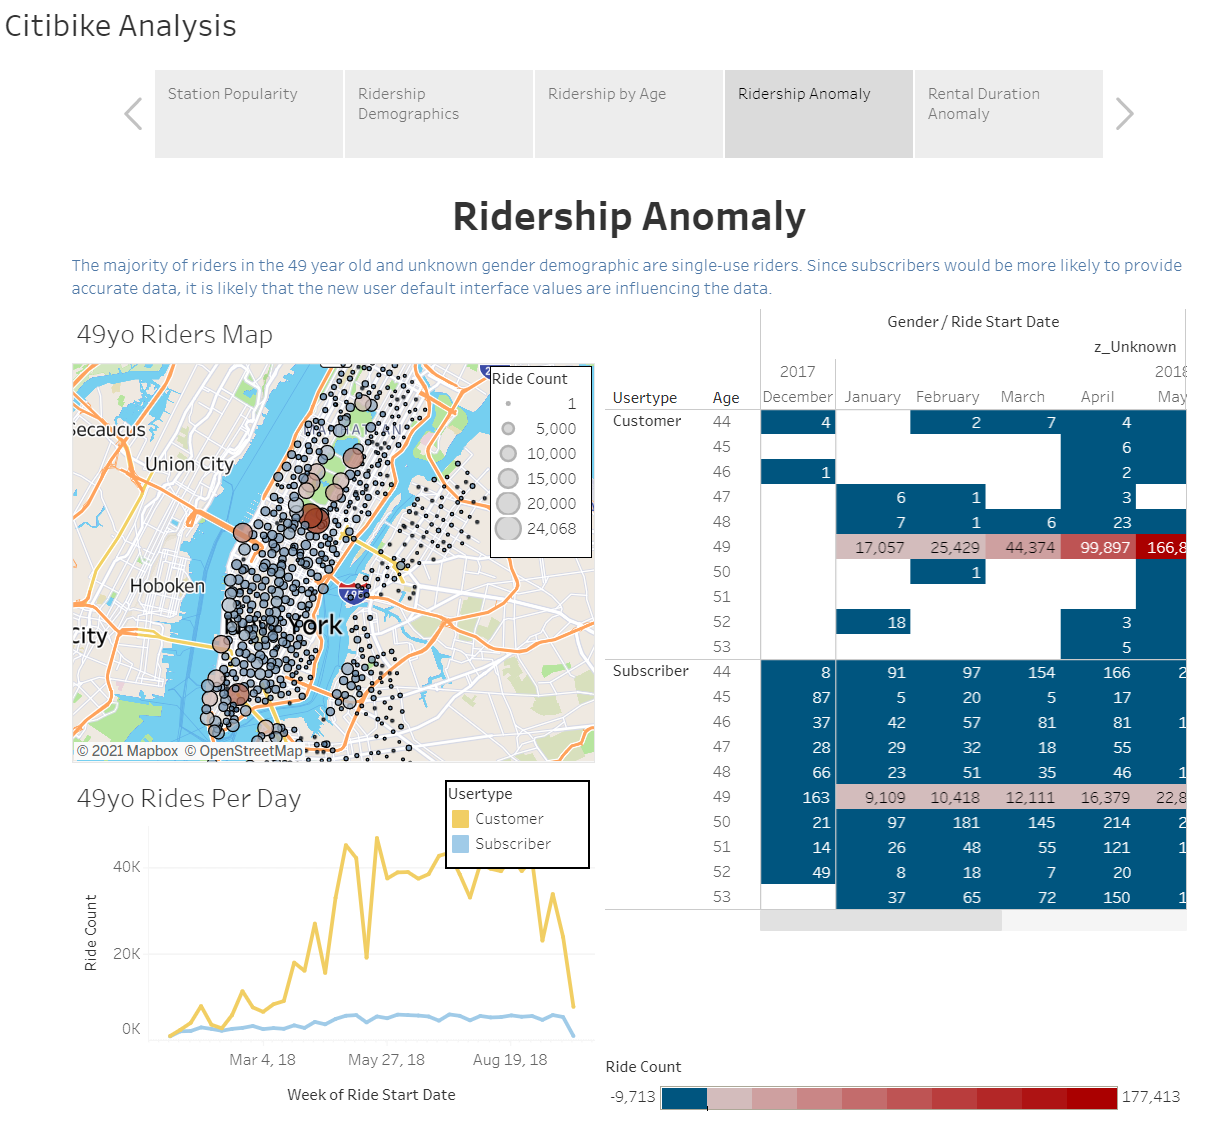 Citibike Analysis
Station Popularity
Ridership
Demographics
Ridership by Age
Ridership Anomaly
Rental Duration
Anomaly
Ridership Anomaly
The majority of riders in the 49 year old and unknown gender demographic are single-use riders. Since subscribers would be more likely to provide
accurate data, it is likely that the new user default interface values are influencing the data.
49yo Riders Map
Secaucus
Union City
Hoboken
City
York
© 2021 Mapbox © OpenStreetMap
Ride Count
1
5,000
10,000
15,000
20,000
24,068
Gender / Ride Start Date
z_Unknown
2017 2018
Usertype Age December January February March April May
Customer 44 4 2 7 4
45 6
46 1 2
47 6 1 3
48 7 1 6 23
49 17,057 25,429 44,374 99,897 166,8
50 1
51
52 18 3
53 5
Subscriber 44 8 91 97 154 166 2
45 87 5 20 5 17
46 37 42 57 81 81 1
47 28 29 32 18 55
48 66 23 51 35 46 1
49 163 9,109 10,418 12,111 16,379 22,8
50 21 97 181 145 214 2
51 14 26 48 55 121 1
52 49 8 18 7 20
53 37 65 72 150 1
49yo Rides Per Day
Usertype
Customer
Subscriber
Ride Count
40K
20K
0K
Mar 4, 18 May 27, 18 Aug 19, 18
Week of Ride Start Date
Ride Count
-9,713 177,413